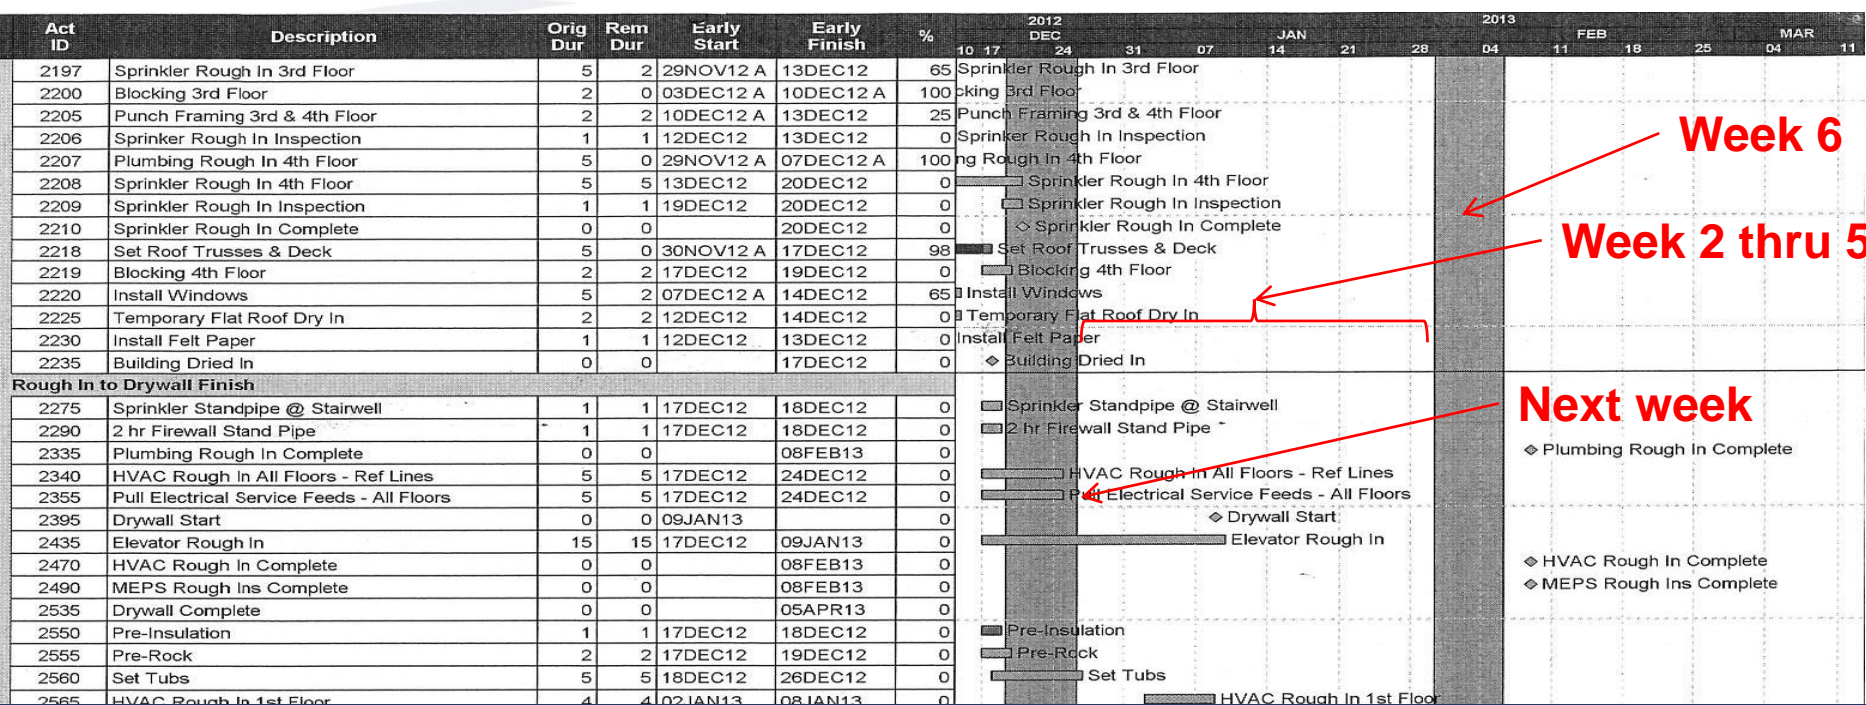 2012 2013
Act ID Description Orig Dur Rem Dur Early Start Early Finish % DEC JAN FEB MAR
10 17 24 31 07 14 21 28 04 11 18 25 04 11
2197 Sprinkler Rough In 3rd Floor 5 2 29NOV12 A 13DEC12 65 Sprinkler Rough In 3rd Floor
2200 Blocking 3rd Floor 2 0 03DEC12 A 10DEC12 A 100 cking 3rd Floor
2205 Punch Framing 3rd & 4th Floor 2 2 10DEC12 A 13DEC12 25 Punch Framing 3rd & 4th Floor
2206 Sprinker Rough In Inspection 1 1 12DEC12 13DEC12 0 Sprinker Rough In Inspection
Week 6
2207 Plumbing Rough In 4th Floor 5 0 29NOV12 A 07DEC12 A 100 ng Rough In 4th Floor
2208 Sprinkler Rough In 4th Floor 5 5 13DEC12 20DEC12 0 Sprinkler Rough In 4th Floor
2209 Sprinkler Rough In Inspection 1 1 19DEC12 20DEC12 0 Sprinkler Rough In Inspection
2210 Sprinkler Rough In Complete 0 0 20DEC12 0 Sprinkler Rough In Complete
2218 Set Roof Trusses & Deck 5 0 30NOV12 A 17DEC12 98 Set Roof Trusses & Deck
Week 2 thru 5
2219 Blocking 4th Floor 2 2 17DEC12 19DEC12 0 Blocking 4th Floor
2220 Install Windows 5 2 07DEC12 A 14DEC12 65 Install Windows
2225 Temporary Flat Roof Dry In 2 2 12DEC12 14DEC12 0 Temporary Flat Roof Dry In
2230 Install Felt Paper 1 1 12DEC12 13DEC12 0 Install Felt Paper
2235 Building Dried In 0 0 17DEC12 0 Building Dried In
Rough In to Drywall Finish
2275 Sprinkler Standpipe @ Stairwell 1 1 17DEC12 18DEC12 0 Sprinkler Standpipe @ Stairwell
Next week
2290 2 hr Firewall Stand Pipe 1 1 17DEC12 18DEC12 0 2 hr Firewall Stand Pipe
2335 Plumbing Rough In Complete 0 0 08FEB13 0 Plumbing Rough In Complete
2340 HVAC Rough In All Floors - Ref Lines 5 5 17DEC12 24DEC12 0 HVAC Rough In All Floors - Ref Lines
2355 Pull Electrical Service Feeds - All Floors 5 5 17DEC12 24DEC12 0 Pull Electrical Service Feeds - All Floors
2395 Drywall Start 0 0 09JAN13 0 Drywall Start
2435 Elevator Rough In 15 15 17DEC12 09JAN13 0 Elevator Rough In
2470 HVAC Rough In Complete 0 0 08FEB13 0 HVAC Rough In Complete
2490 MEPS Rough Ins Complete 0 0 08FEB13 0 MEPS Rough Ins Complete
2535 Drywall Complete 0 0 05APR13 0
2550 Pre-Insulation 1 1 17DEC12 18DEC12 0 Pre-Insulation
2555 Pre-Rock 2 2 17DEC12 19DEC12 0 Pre-Rock
2560 Set Tubs 5 5 18DEC12 26DEC12 0 Set Tubs
2565 HVAC Rough In 1st Floor 4 4 02JAN13 08JAN13 0 HVAC Rough In 1st Floor